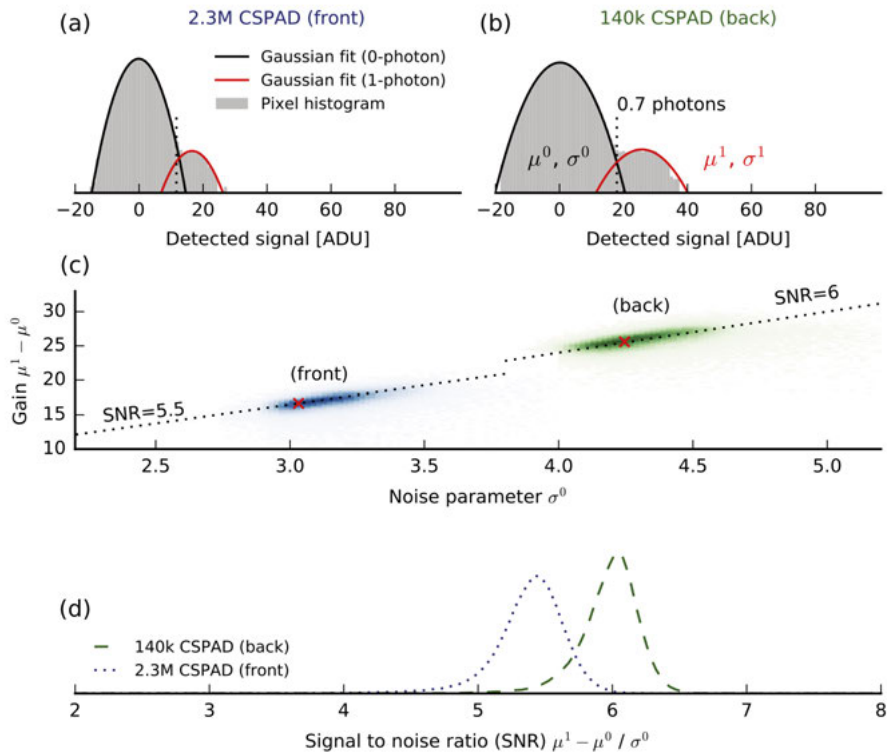 (a) 2.3M CSPAD (front)
Gaussian fit (0-photon)
Gaussian fit (1-photon)
Pixel histogram
−20 0 20 40 60 80
Detected signal [ADU]
(b) 140k CSPAD (back)
0.7 photons
μ⁰, σ⁰
μ¹, σ¹
−20 0 20 40 60 80
Detected signal [ADU]
(c)
Gain μ¹ − μ⁰
30
25
20
15
10
SNR=5.5
(front)
(back)
SNR=6
2.5 3.0 3.5 4.0 4.5 5.0
Noise parameter σ⁰
(d)
140k CSPAD (back)
2.3M CSPAD (front)
2 3 4 5 6 7 8
Signal to noise ratio (SNR) μ¹ − μ⁰ / σ⁰